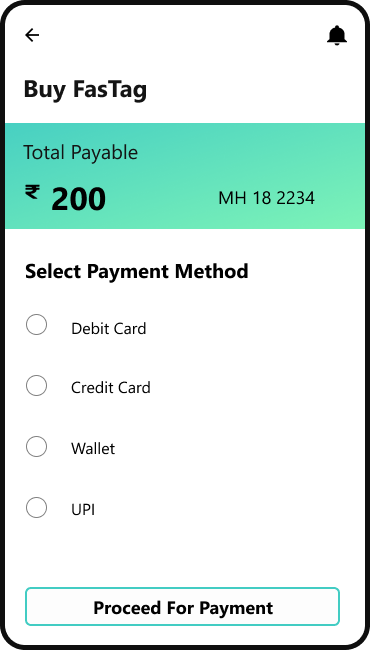 Buy FasTag
Total Payable
₹ 200
MH 18 2234
Select Payment Method
Debit Card
Credit Card
Wallet
UPI
Proceed For Payment